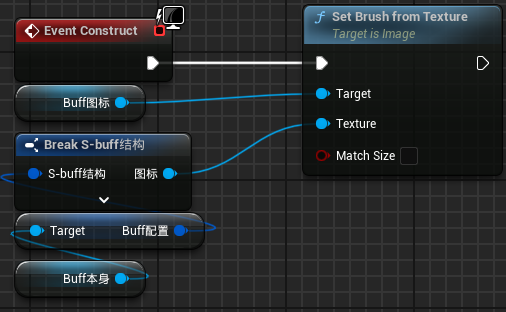 Event Construct
Set Brush from Texture
Target is Image
Buff图标
Target
Texture
Match Size
Break S-buff结构
S-buff结构 图标
Target Buff配置
Buff本身